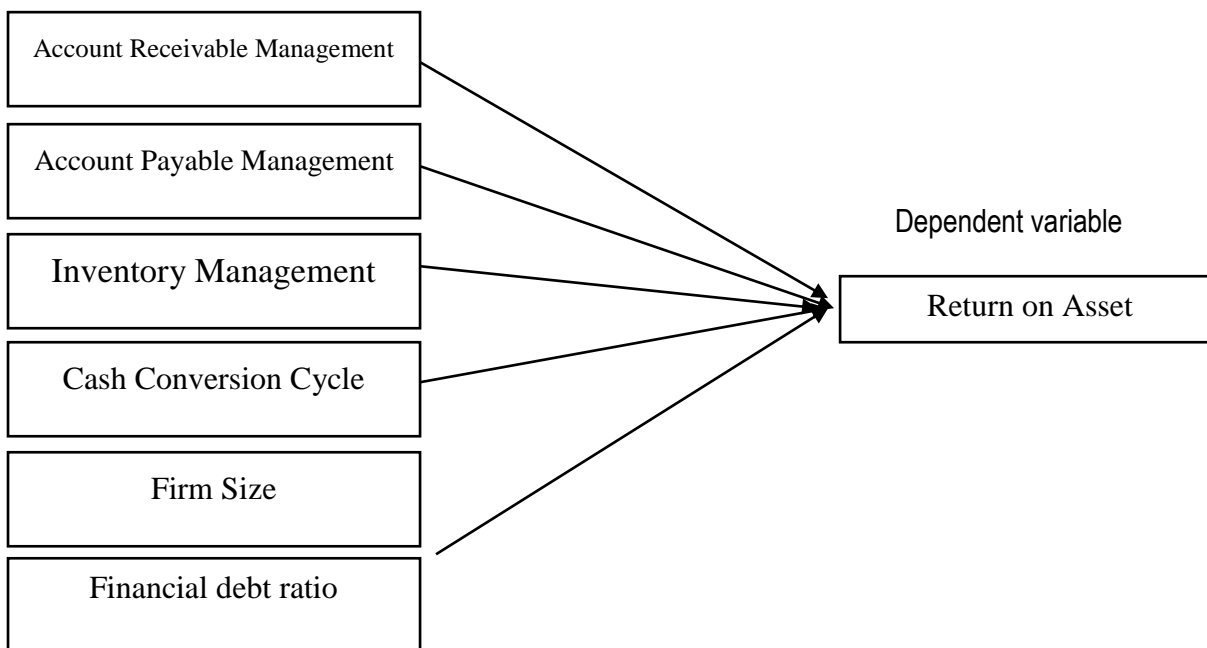 Account Receivable Management
Account Payable Management
Inventory Management
Cash Conversion Cycle
Firm Size
Financial debt ratio
Dependent variable
Return on Asset